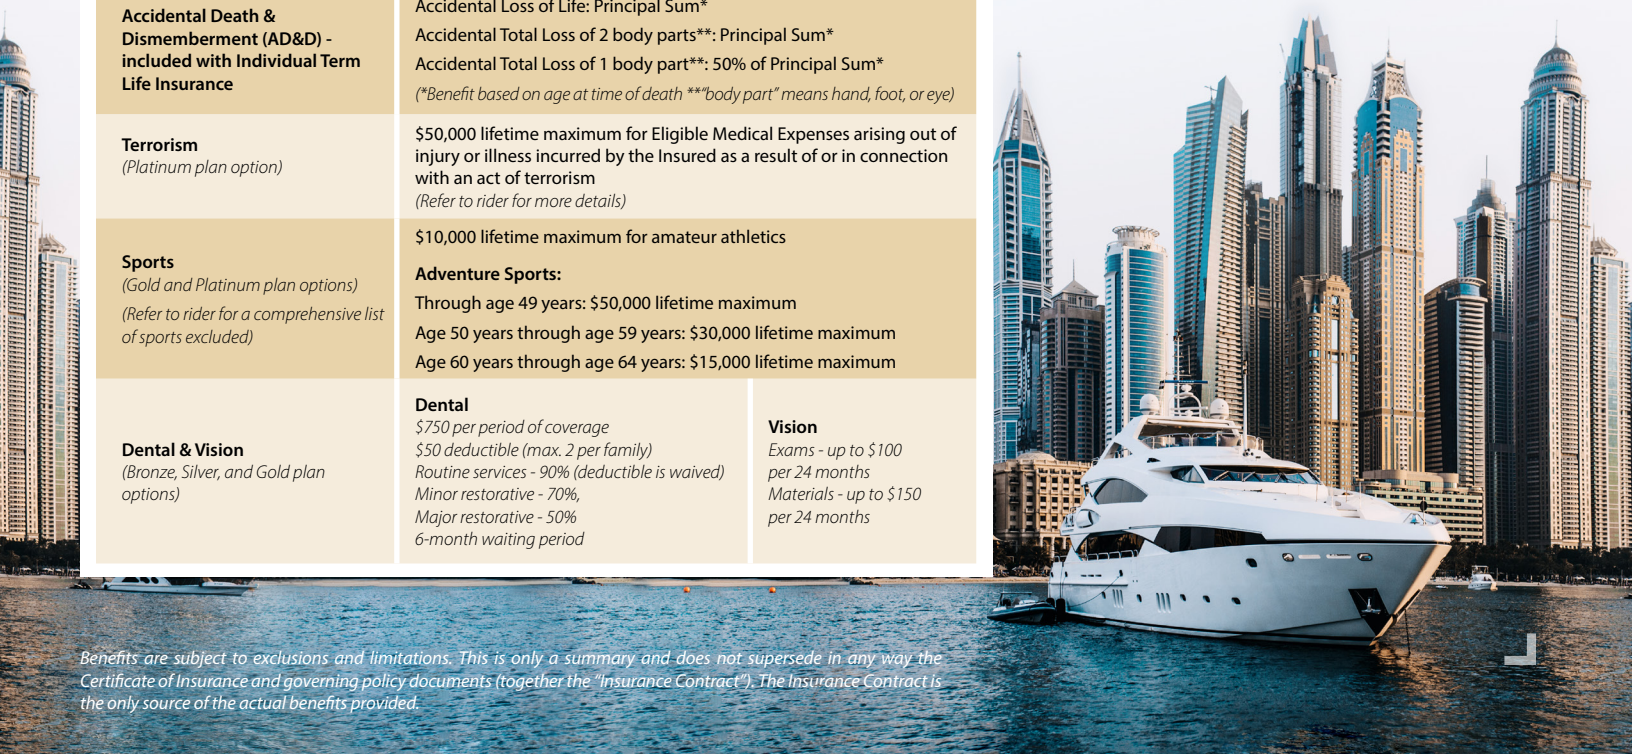 Accidental Death &
Dismemberment (AD&D) -
included with Individual Term
Life Insurance
Accidental Loss of Life: Principal Sum*
Accidental Total Loss of 2 body parts**: Principal Sum*
Accidental Total Loss of 1 body part**: 50% of Principal Sum*
(*Benefit based on age at time of death **“body part” means hand, foot, or eye)
Terrorism
(Platinum plan option)
$50,000 lifetime maximum for Eligible Medical Expenses arising out of
injury or illness incurred by the Insured as a result of or in connection
with an act of terrorism
(Refer to rider for more details)
Sports
(Gold and Platinum plan options)
(Refer to rider for a comprehensive list
of sports excluded)
$10,000 lifetime maximum for amateur athletics
Adventure Sports:
Through age 49 years: $50,000 lifetime maximum
Age 50 years through age 59 years: $30,000 lifetime maximum
Age 60 years through age 64 years: $15,000 lifetime maximum
Dental & Vision
(Bronze, Silver, and Gold plan
options)
Dental
$750 per period of coverage
$50 deductible (max. 2 per family)
Routine services - 90% (deductible is waived)
Minor restorative - 70%,
Major restorative - 50%
6-month waiting period
Vision
Exams - up to $100
per 24 months
Materials - up to $150
per 24 months
Benefits are subject to exclusions and limitations. This is only a summary and does not supersede in any way the
Certificate of Insurance and governing policy documents (together the “Insurance Contract”). The Insurance Contract is
the only source of the actual benefits provided.